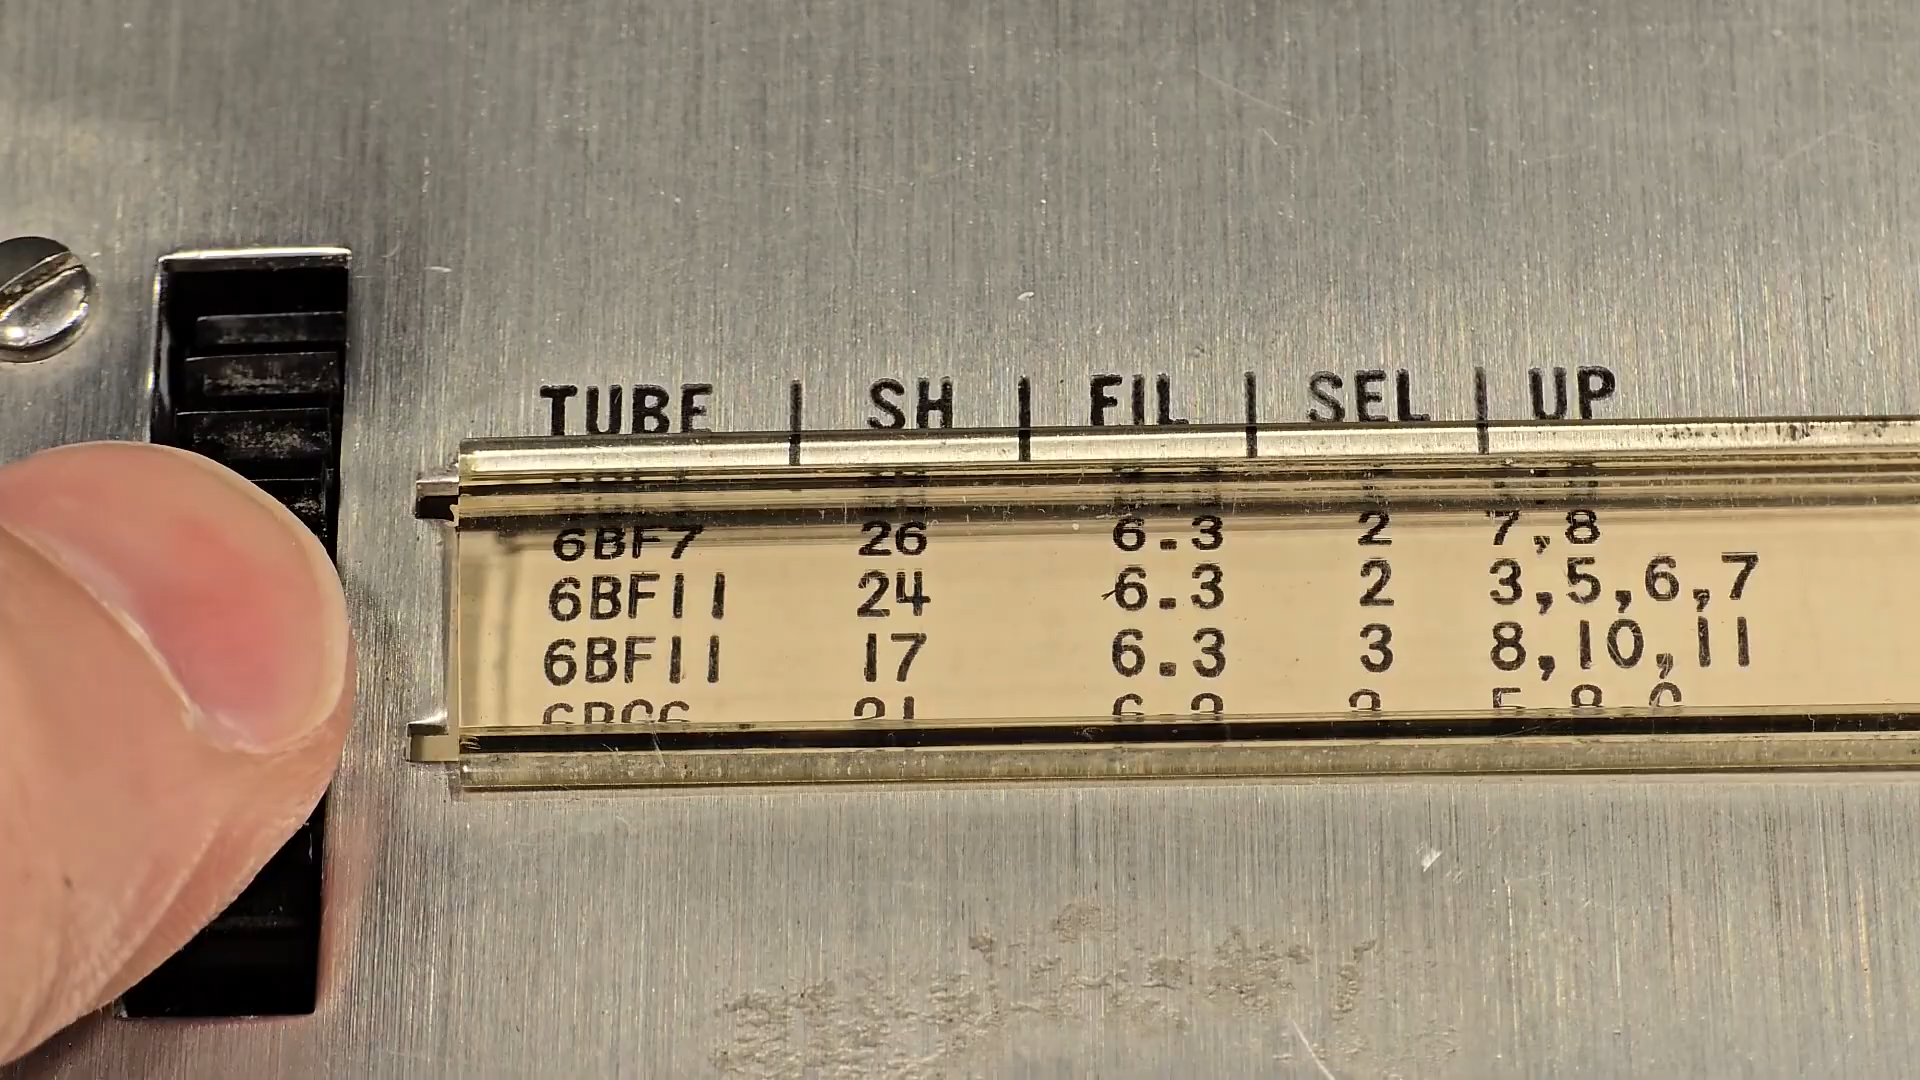 TUBE | SH | FIL | SEL | UP
6BF7 26 6.3 2 7,8
6BF11 24 6.3 2 3,5,6,7
6BF11 17 6.3 3 8,10,11